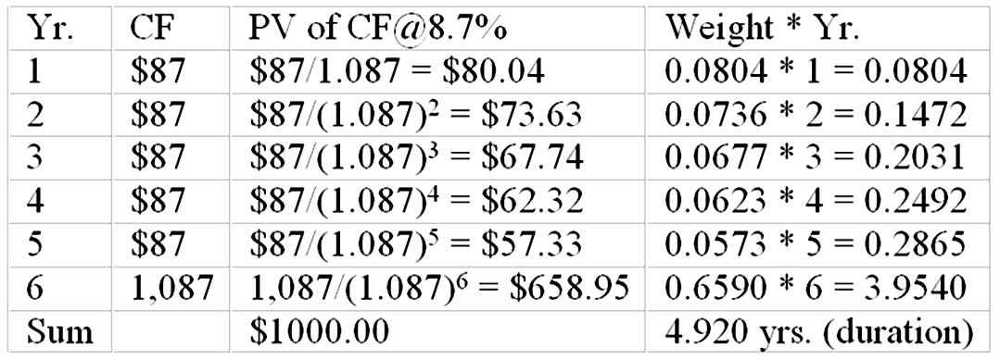 Yr. CF PV of CF@8.7% Weight * Yr.
1 $87 $87/1.087 = $80.04 0.0804 * 1 = 0.0804
2 $87 $87/(1.087)² = $73.63 0.0736 * 2 = 0.1472
3 $87 $87/(1.087)³ = $67.74 0.0677 * 3 = 0.2031
4 $87 $87/(1.087)⁴ = $62.32 0.0623 * 4 = 0.2492
5 $87 $87/(1.087)⁵ = $57.33 0.0573 * 5 = 0.2865
6 1,087 1,087/(1.087)⁶ = $658.95 0.6590 * 6 = 3.9540
Sum $1000.00 4.920 yrs. (duration)